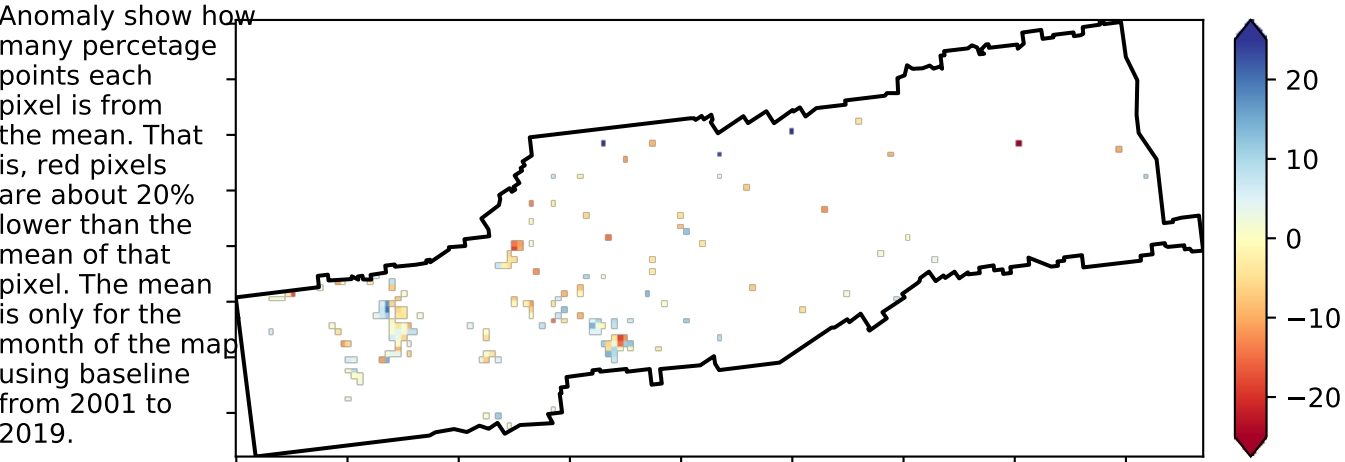 Anomaly show how
many percetage
points each
pixel is from
the mean. That
is, red pixels
are about 20%
lower than the
mean of that
pixel. The mean
is only for the
month of the map
using baseline
from 2001 to
2019.
20
10
0
−10
−20